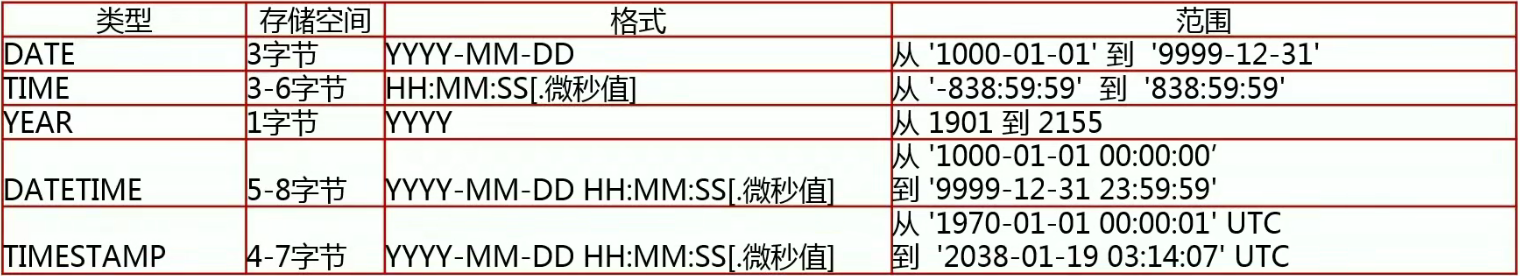 类型 存储空间 格式 范围
DATE 3字节 YYYY-MM-DD 从 '1000-01-01' 到 '9999-12-31'
TIME 3-6字节 HH:MM:SS[.微秒值] 从 '-838:59:59' 到 '838:59:59'
YEAR 1字节 YYYY 从 1901 到 2155
从 '1000-01-01 00:00:00′
DATETIME 5-8字节 YYYY-MM-DD HH:MM:SS[.微秒值] 到 '9999-12-31 23:59:59'
从 '1970-01-01 00:00:01' UTC
TIMESTAMP 4-7字节 YYYY-MM-DD HH:MM:SS[.微秒值] 到 '2038-01-19 03:14:07' UTC